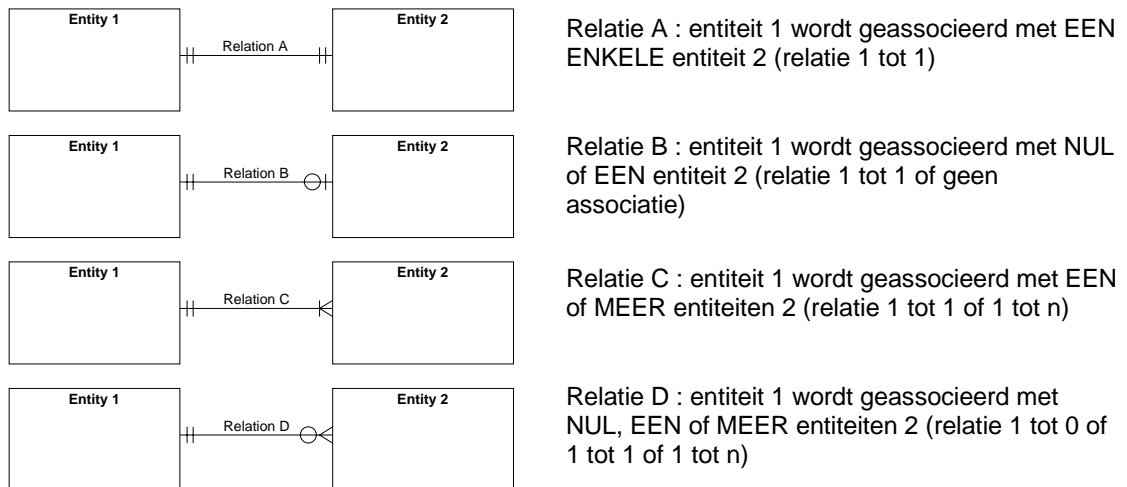 Entity 1
Relation A
Entity 2
Relatie A : entiteit 1 wordt geassocieerd met EEN
ENKELE entiteit 2 (relatie 1 tot 1)
Entity 1
Relation B
Entity 2
Relatie B : entiteit 1 wordt geassocieerd met NUL
of EEN entiteit 2 (relatie 1 tot 1 of geen
associatie)
Entity 1
Relation C
Entity 2
Relatie C : entiteit 1 wordt geassocieerd met EEN
of MEER entiteiten 2 (relatie 1 tot 1 of 1 tot n)
Entity 1
Relation D
Entity 2
Relatie D : entiteit 1 wordt geassocieerd met
NUL, EEN of MEER entiteiten 2 (relatie 1 tot 0 of
1 tot 1 of 1 tot n)